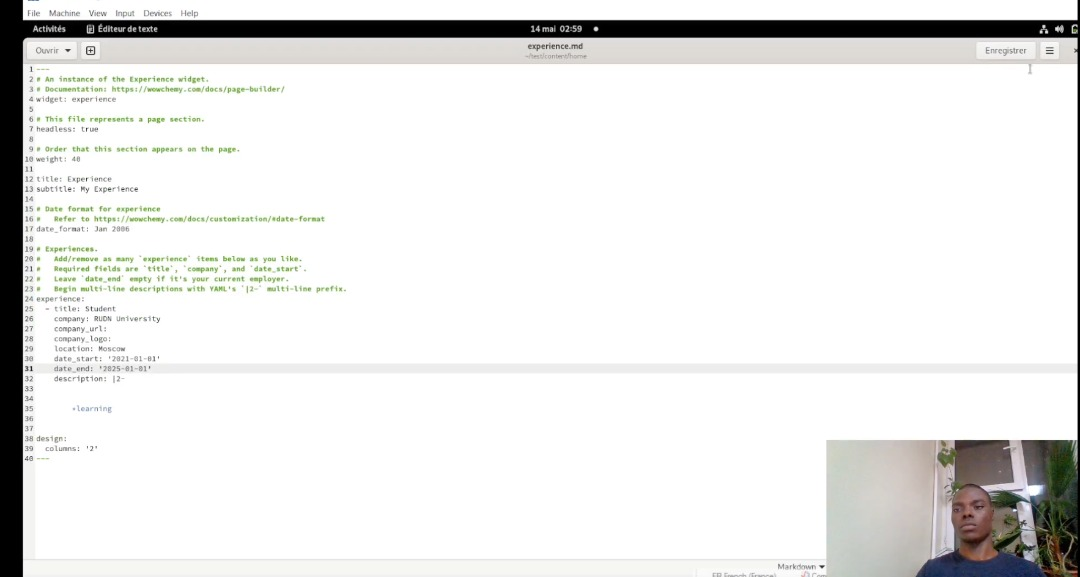 File Machine View Input Devices Help
Activités Éditeur de texte 14 mai 02:59
Ouvrir experience.md Enregistrer
~/test/content/home
1 ---
2 # An instance of the Experience widget.
3 # Documentation: https://wowchemy.com/docs/page-builder/
4 widget: experience
5
6 # This file represents a page section.
7 headless: true
8
9 # Order that this section appears on the page.
10 weight: 40
11
12 title: Experience
13 subtitle: My Experience
14
15 # Date format for experience
16 #   Refer to https://wowchemy.com/docs/customization/#date-format
17 date_format: Jan 2006
18
19 # Experiences.
20 #   Add/remove as many `experience` items below as you like.
21 #   Required fields are `title`, `company`, and `date_start`.
22 #   Leave `date_end` empty if it's your current employer.
23 #   Begin multi-line descriptions with YAML's `|2-` multi-line prefix.
24 experience:
25   - title: Student
26     company: RUDN University
27     company_url:
28     company_logo:
29     location: Moscow
30     date_start: '2021-01-01'
31     date_end: '2025-01-01'
32     description: |2-
33
34
35         *learning
36
37
38 design:
39   columns: '2'
40 ---
Markdown
FR French (France)